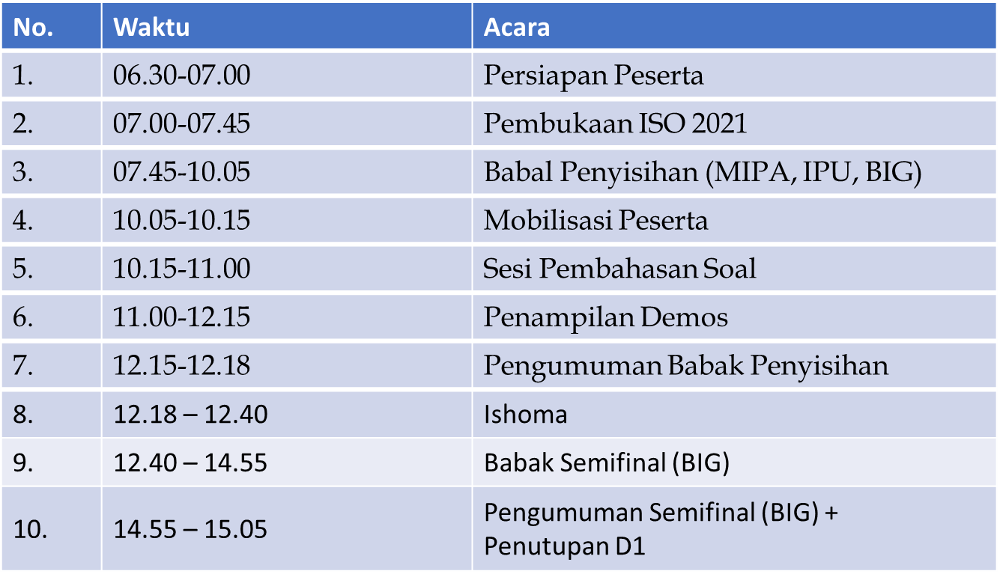 No. Waktu Acara
1. 06.30-07.00 Persiapan Peserta
2. 07.00-07.45 Pembukaan ISO 2021
3. 07.45-10.05 Babal Penyisihan (MIPA, IPU, BIG)
4. 10.05-10.15 Mobilisasi Peserta
5. 10.15-11.00 Sesi Pembahasan Soal
6. 11.00-12.15 Penampilan Demos
7. 12.15-12.18 Pengumuman Babak Penyisihan
8. 12.18 – 12.40 Ishoma
9. 12.40 – 14.55 Babak Semifinal (BIG)
10. 14.55 – 15.05 Pengumuman Semifinal (BIG) +
Penutupan D1